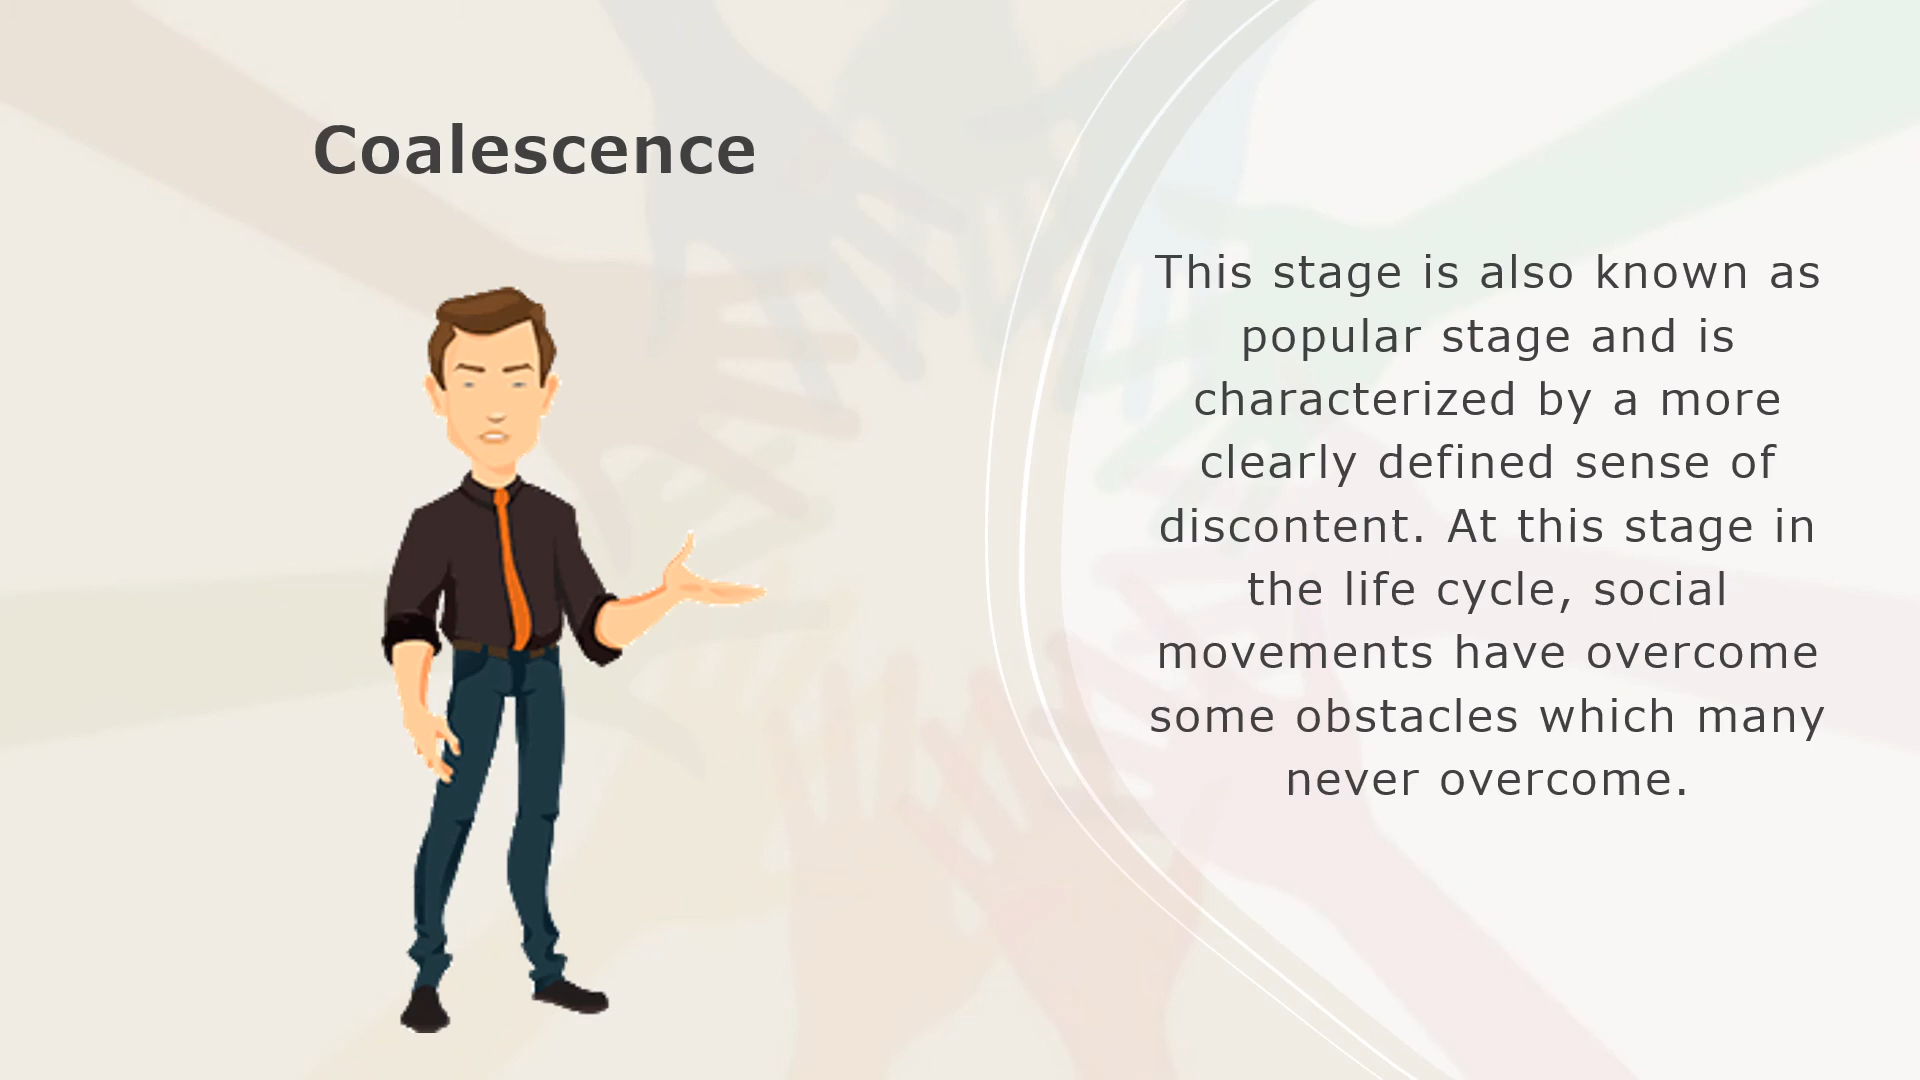 Coalescence
This stage is also known as
popular stage and is
characterized by a more
clearly defined sense of
discontent. At this stage in
the life cycle, social
movements have overcome
some obstacles which many
never overcome.